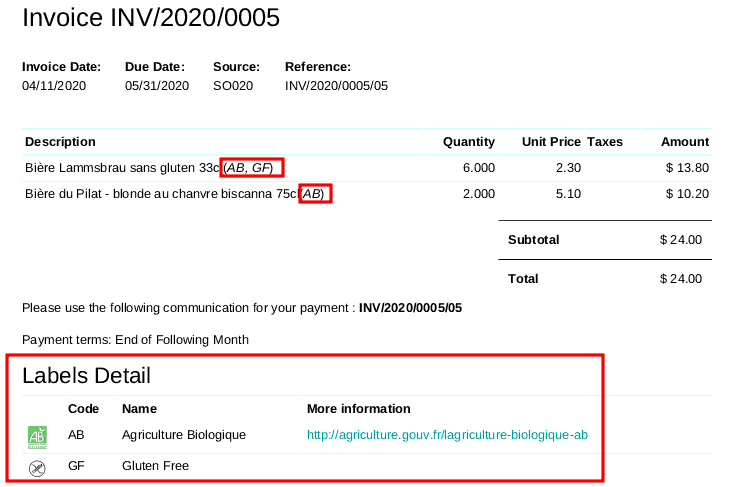 Invoice INV/2020/0005
Invoice Date: Due Date: Source: Reference:
04/11/2020 05/31/2020 SO020 INV/2020/0005/05
Description Quantity Unit Price Taxes Amount
Bière Lammsbrau sans gluten 33c (AB, GF) 6.000 2.30 $ 13.80
Bière du Pilat - blonde au chanvre biscanna 75cl (AB) 2.000 5.10 $ 10.20
Subtotal $ 24.00
Total $ 24.00
Please use the following communication for your payment : INV/2020/0005/05
Payment terms: End of Following Month
Labels Detail
Code Name More information
AB AB Agriculture Biologique http://agriculture.gouv.fr/lagriculture-biologique-ab
GF Gluten Free